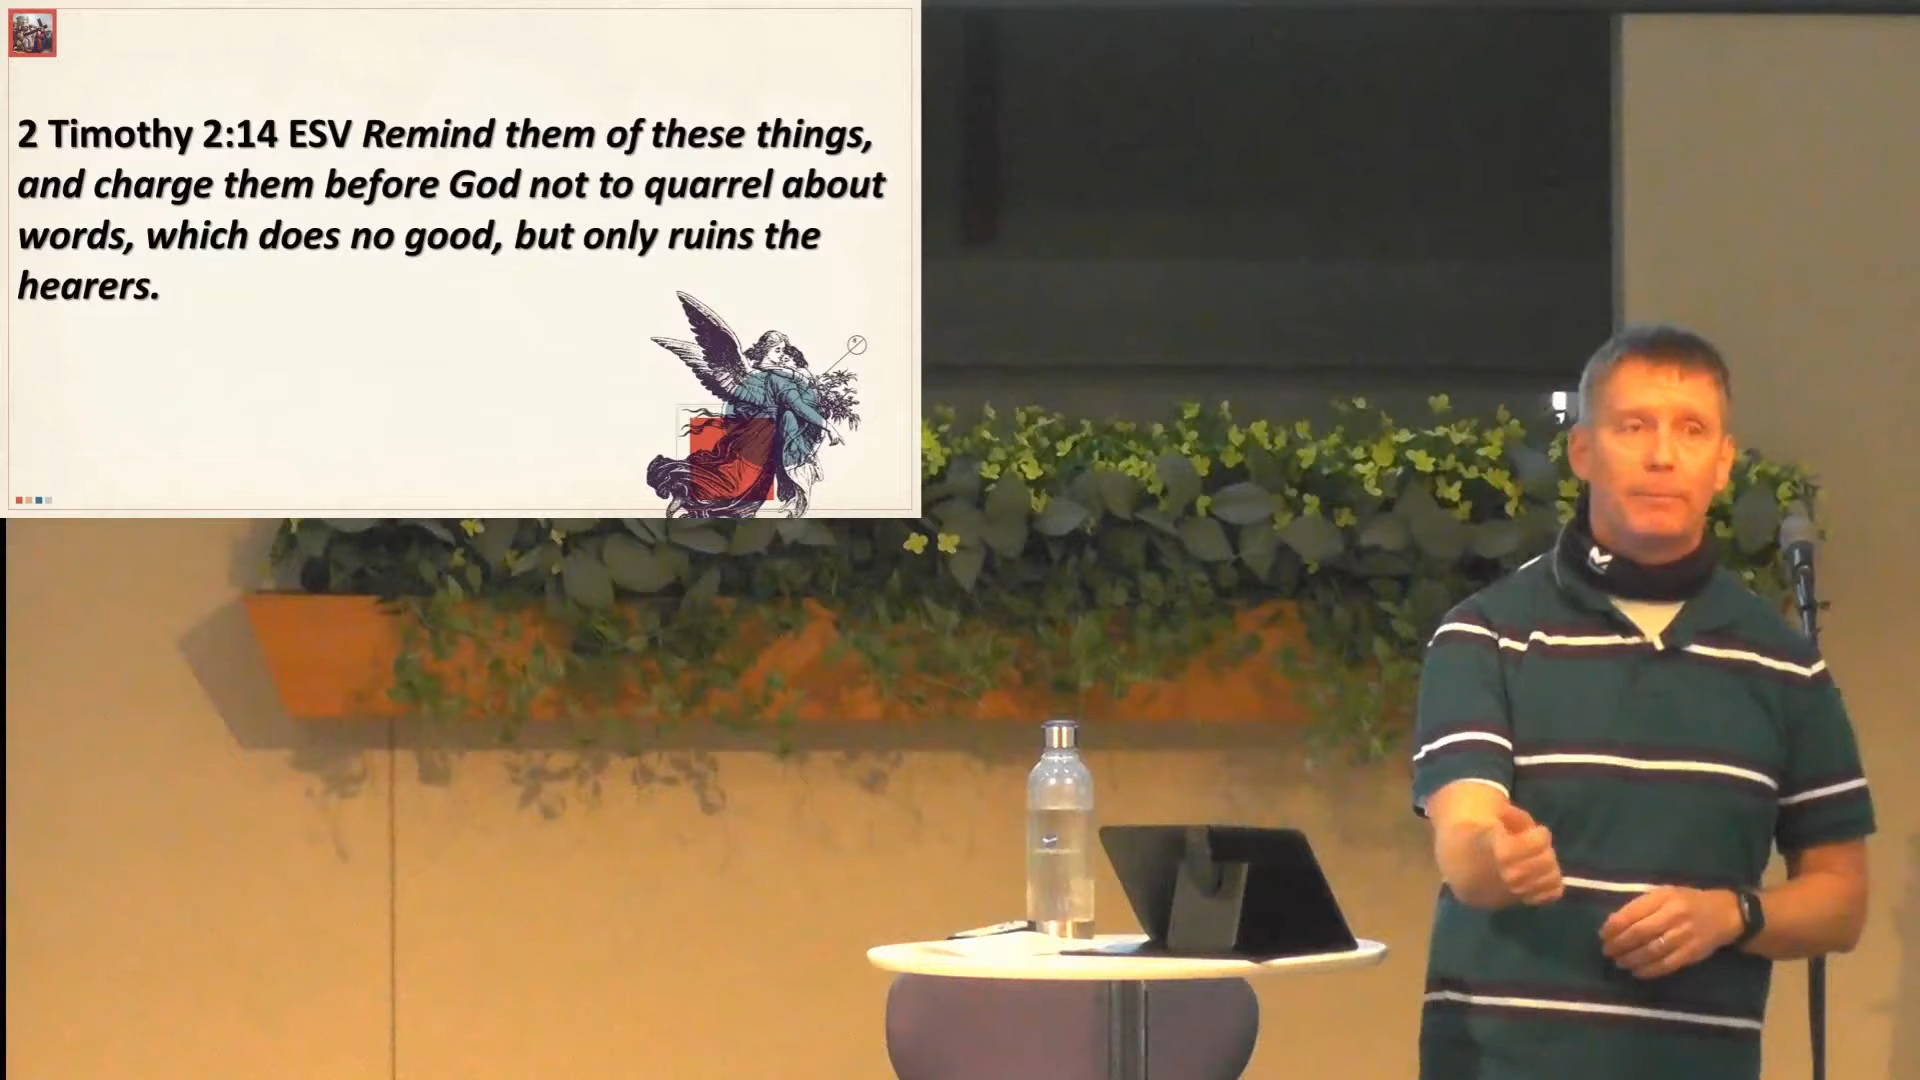 2 Timothy 2:14 ESV Remind them of these things,
and charge them before God not to quarrel about
words, which does no good, but only ruins the
hearers.